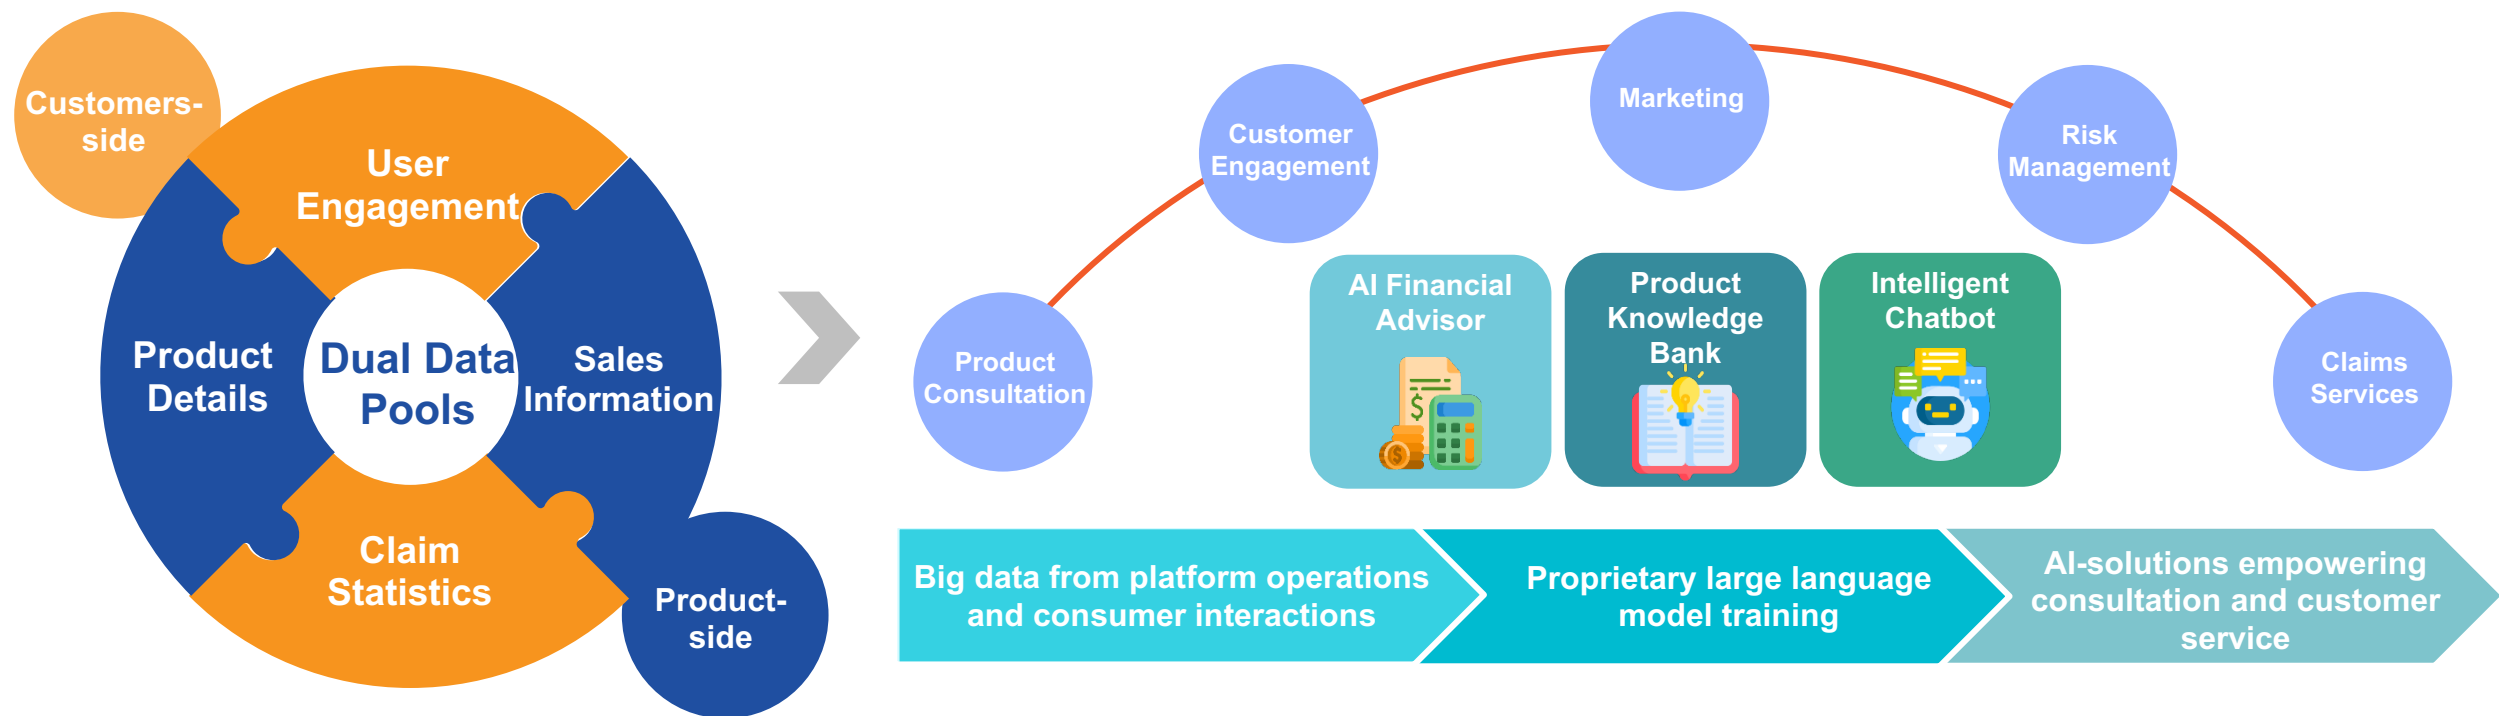 Customers-
side
User
Engagement
Product
Details
Dual Data
Pools
Sales
Information
Claim
Statistics
Product-
side
Product
Consultation
Customer
Engagement
Marketing
Risk
Management
Claims
Services
AI Financial
Advisor
Product
Knowledge
Bank
Intelligent
Chatbot
Big data from platform operations
and consumer interactions
Proprietary large language
model training
AI-solutions empowering
consultation and customer
service